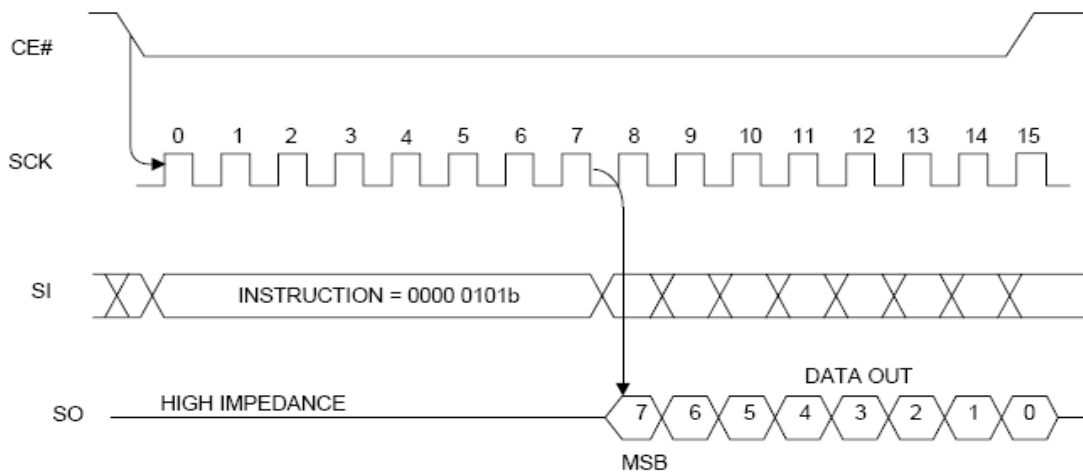 CE#
0 1 2 3 4 5 6 7 8 9 10 11 12 13 14 15
SCK
SI
INSTRUCTION = 0000 0101b
DATA OUT
HIGH IMPEDANCE
SO
7 6 5 4 3 2 1 0
MSB